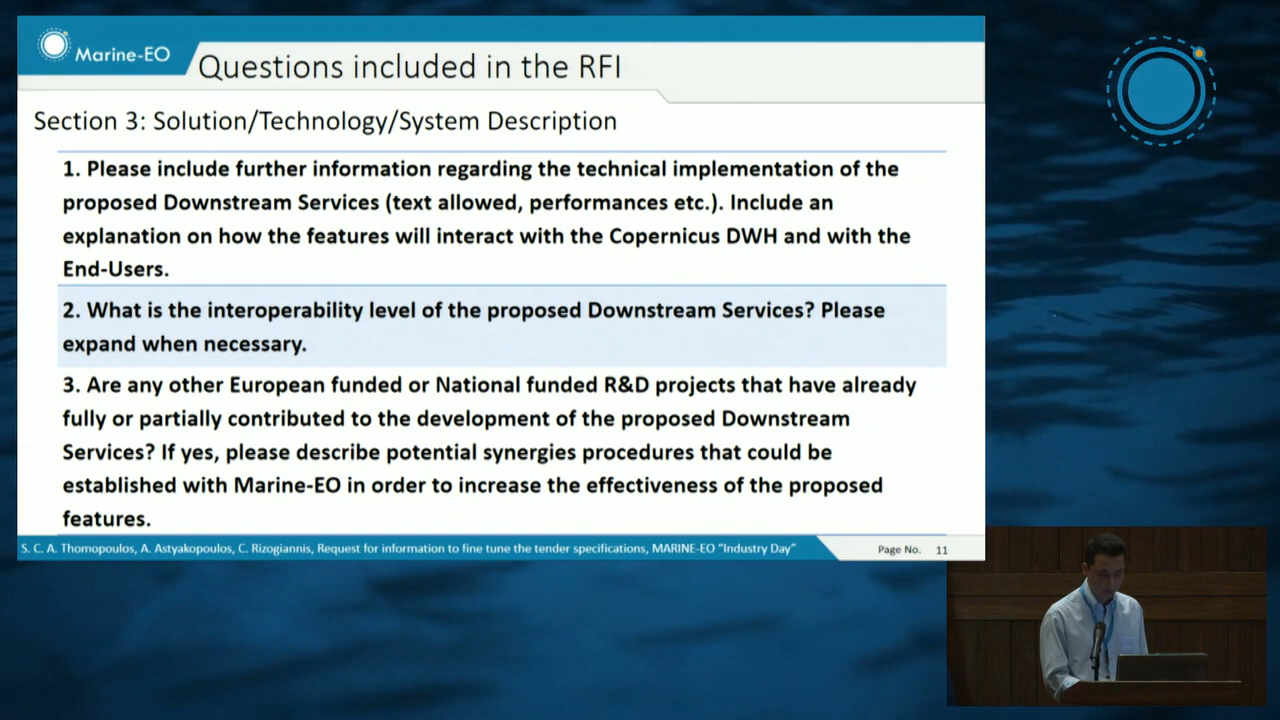 Marine-EO
Questions included in the RFI
Section 3: Solution/Technology/System Description
1. Please include further information regarding the technical implementation of the
proposed Downstream Services (text allowed, performances etc.). Include an
explanation on how the features will interact with the Copernicus DWH and with the
End-Users.
2. What is the interoperability level of the proposed Downstream Services? Please
expand when necessary.
3. Are any other European funded or National funded R&D projects that have already
fully or partially contributed to the development of the proposed Downstream
Services? If yes, please describe potential synergies procedures that could be
established with Marine-EO in order to increase the effectiveness of the proposed
features.
S. C. A. Thomopoulos, A. Astyakopoulos, C. Rizogiannis, Request for information to fine tune the tender specifications, MARINE-EO "Industry Day"
Page No. 11